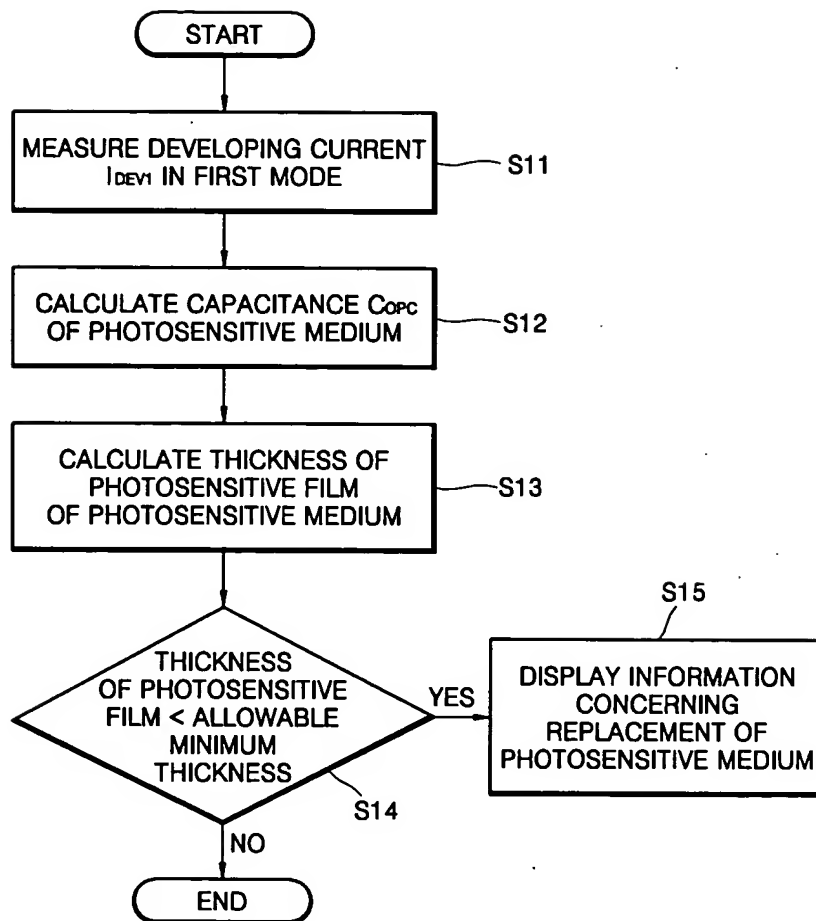 START
MEASURE DEVELOPING CURRENT
IDEV1 IN FIRST MODE
S11
CALCULATE CAPACITANCE COPC
OF PHOTOSENSITIVE MEDIUM
S12
CALCULATE THICKNESS OF
PHOTOSENSITIVE FILM
OF PHOTOSENSITIVE MEDIUM
S13
THICKNESS
OF PHOTOSENSITIVE
FILM < ALLOWABLE
MINIMUM
THICKNESS
S14
YES
S15
DISPLAY INFORMATION
CONCERNING
REPLACEMENT OF
PHOTOSENSITIVE MEDIUM
NO
END